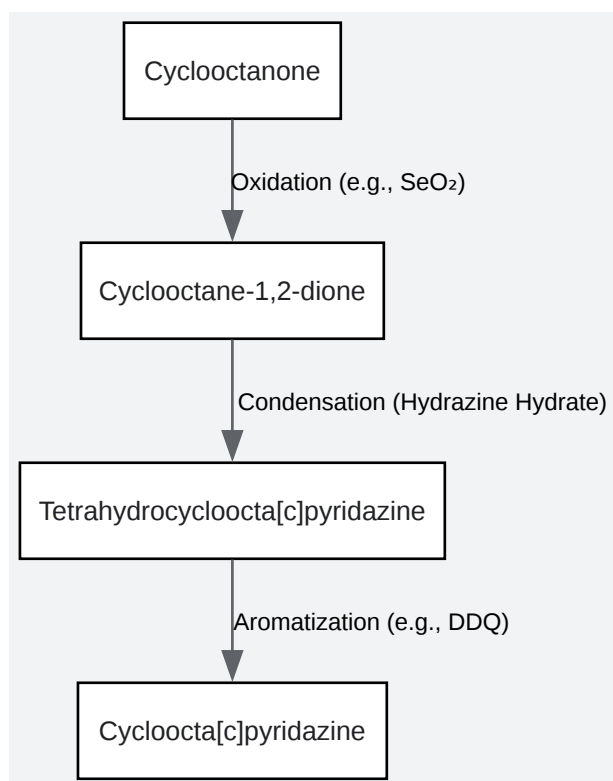 Cyclooctanone
Oxidation (e.g., SeO₂)
Cyclooctane-1,2-dione
Condensation (Hydrazine Hydrate)
Tetrahydrocycloocta[c]pyridazine
Aromatization (e.g., DDQ)
Cycloocta[c]pyridazine